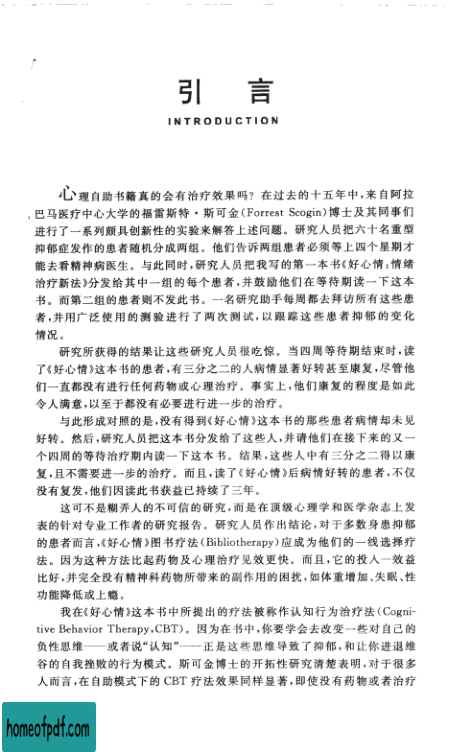 引 言
INTRODUCTION
心理自助书籍真的会有治疗效果吗？在过去的十五年中，来自阿拉
巴马医疗中心大学的福雷斯特·斯可金(Forrest Scogin)博士及其同事们
进行了一系列颇具创新性的实验来解答上述问题。研究人员把六十名重型
抑郁症发作的患者随机分成两组。他们告诉两组患者必须等上四个星期才
能去看精神病医生。与此同时，研究人员把我写的第一本书《好心情：情绪
治疗新法》分发给其中一组的每个患者，并鼓励他们在等待期读一下这本
书。而第二组的患者则不发此书。一名研究助手每周都去拜访所有这些患
者，并用广泛使用的测验进行了两次测试，以跟踪这些患者抑郁的变化
情况。
研究所获得的结果让这些研究人员很吃惊。当四周等待期结束时，读
了《好心情》这本书的患者，有三分之二的人病情显著好转甚至康复，尽管他
们一直都没有进行任何药物或心理治疗。事实上，他们康复的程度是如此
令人满意，以至于都没有必要进行进一步的治疗。
与此形成对照的是，没有得到《好心情》这本书的那些患者病情却未见
好转。然后，研究人员把这本书分发给了这些人，并请他们在接下来的又一
个四周的等待治疗期内读一下这本书。结果，这些人中有三分之二得以康
复，且不需要进一步的治疗。而且，读了《好心情》后病情好转的患者，不仅
没有复发，他们因读此书获益已持续了三年。
这可不是糊弄人的不可信的研究，而是在顶级心理学和医学杂志上发
表的针对专业工作者的研究报告。研究人员作出结论，对于多数身患抑郁
的患者而言，《好心情》图书疗法(Bibliotherapy)应成为他们的一线选择疗
法。因为这种方法比起药物及心理治疗见效更快。而且，它的投入—效益
比好，并完全没有精神科药物所带来的副作用的困扰，如体重增加、失眠、性
功能降低或上瘾。
我在《好心情》这本书中所提出的疗法被称作认知行为治疗法(Cogni-
tive Behavior Therapy,CBT)。因为在书中，你要学会去改变一些对自己的
负性思维——或者说“认知”——正是这些思维导致了抑郁，和让你进退维
谷的自我挫败的行为模式。斯可金博士的开拓性研究清楚表明，对于很多
人而言，在自助模式下的 CBT 疗法效果同样显著，即使没有药物或者治疗
homeofpdf.com